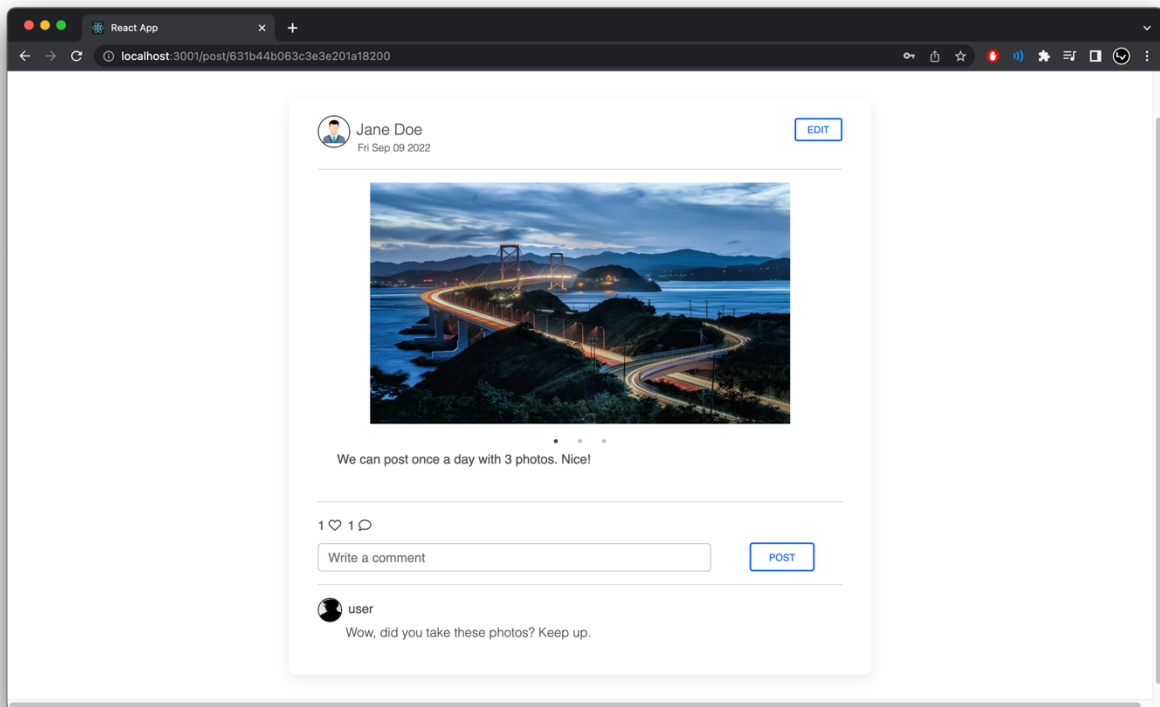 React App
localhost:3001/post/631b44b063c3e3e201a18200
Jane Doe
Fri Sep 09 2022
EDIT
We can post once a day with 3 photos. Nice!
1 1
Write a comment
POST
user
Wow, did you take these photos? Keep up.